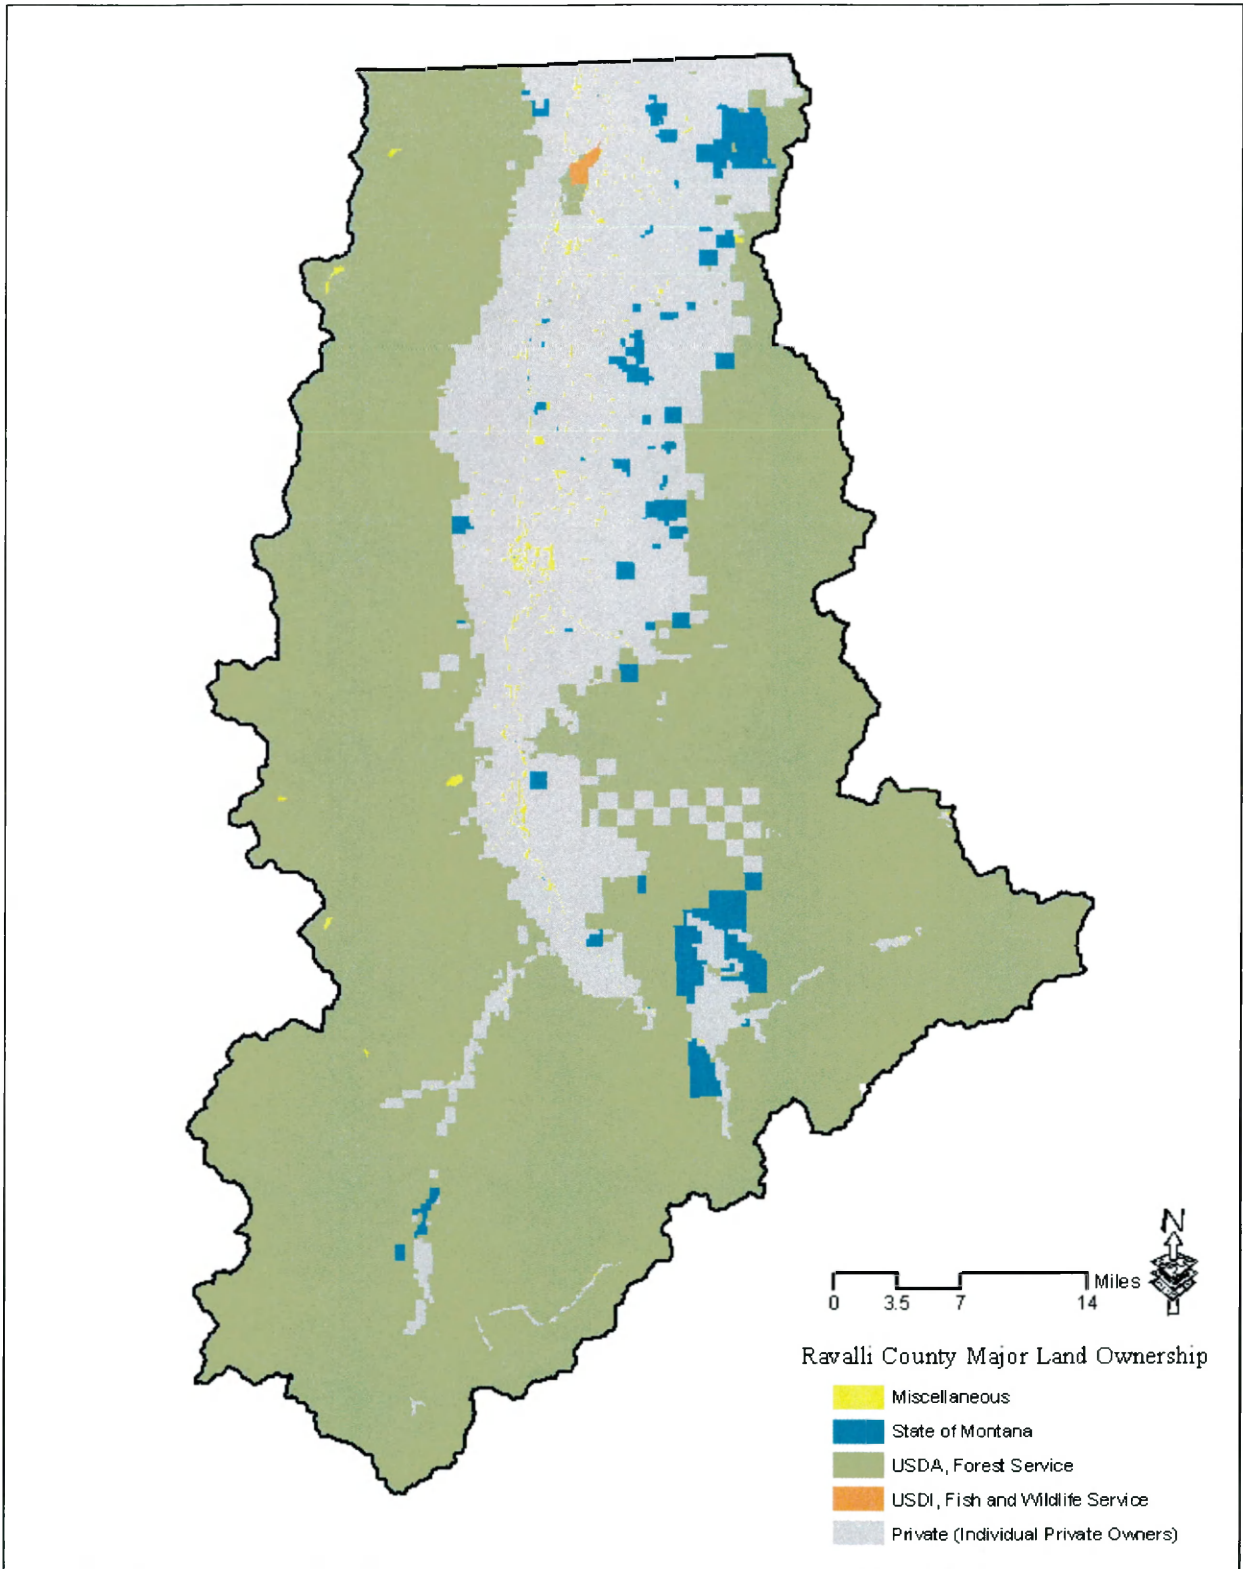 N
Miles
0 3.5 7 14
Ravalli County Major Land Ownership
Miscellaneous
State of Montana
USDA, Forest Service
USDI, Fish and Wildlife Service
Private (Individual Private Owners)